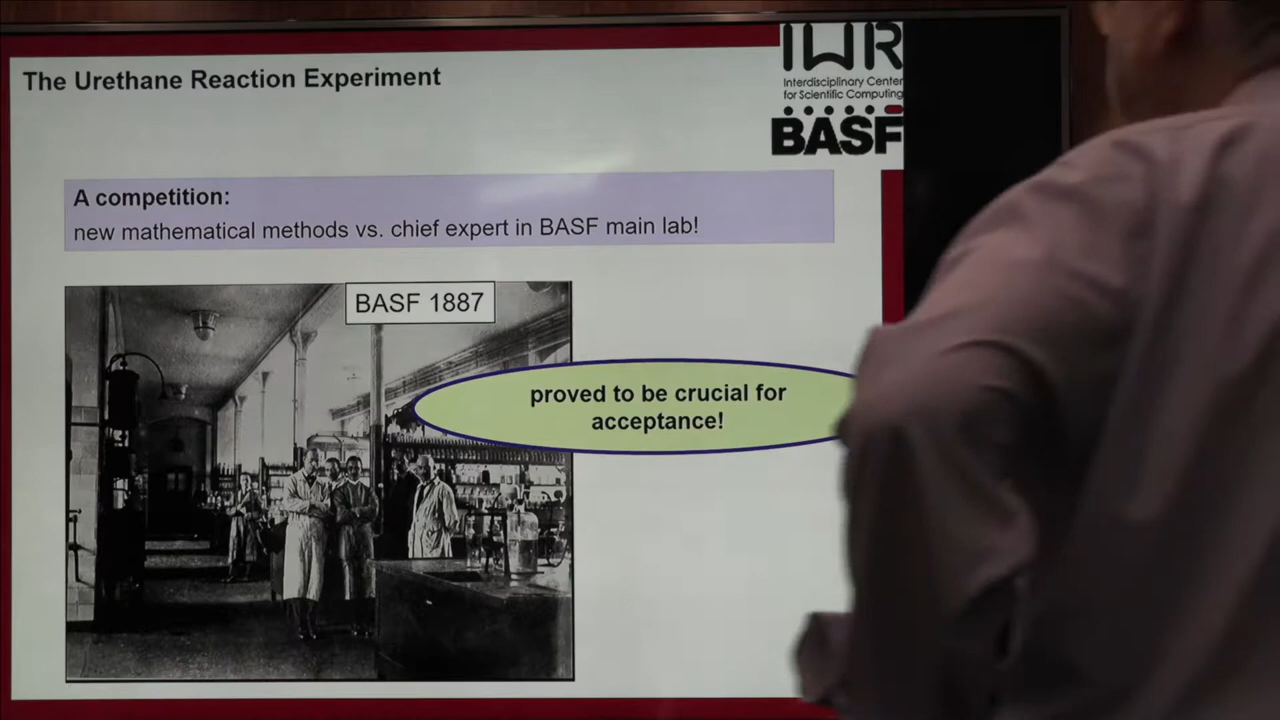 The Urethane Reaction Experiment
IWR
Interdisciplinary Center
for Scientific Computing
BASF
A competition:
new mathematical methods vs. chief expert in BASF main lab!
BASF 1887
proved to be crucial for
acceptance!